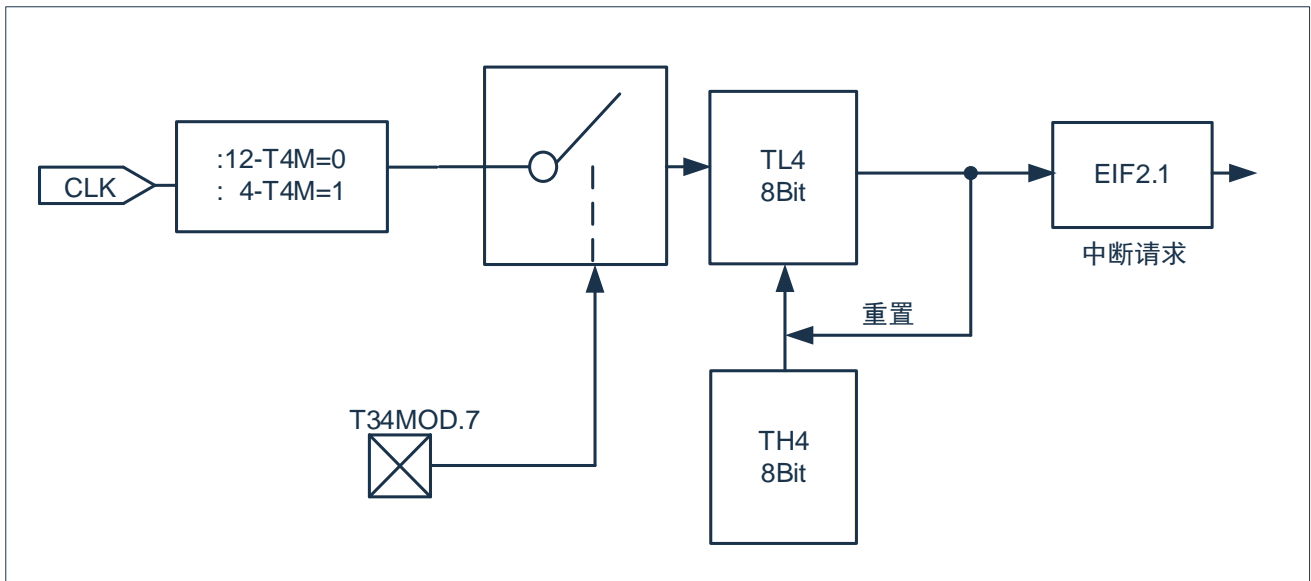 CLK
:12-T4M=0
: 4-T4M=1
TL4
8Bit
EIF2.1
中断请求
重置
T34MOD.7
TH4
8Bit